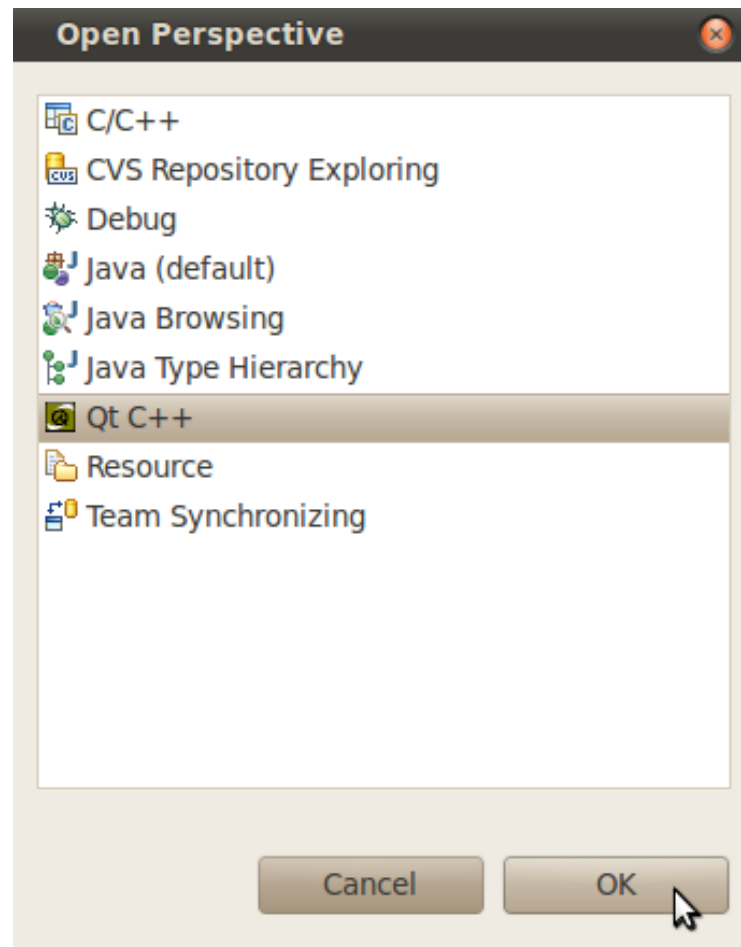 Open Perspective
C/C++
CVS Repository Exploring
Debug
Java (default)
Java Browsing
Java Type Hierarchy
Qt C++
Resource
Team Synchronizing
Cancel OK